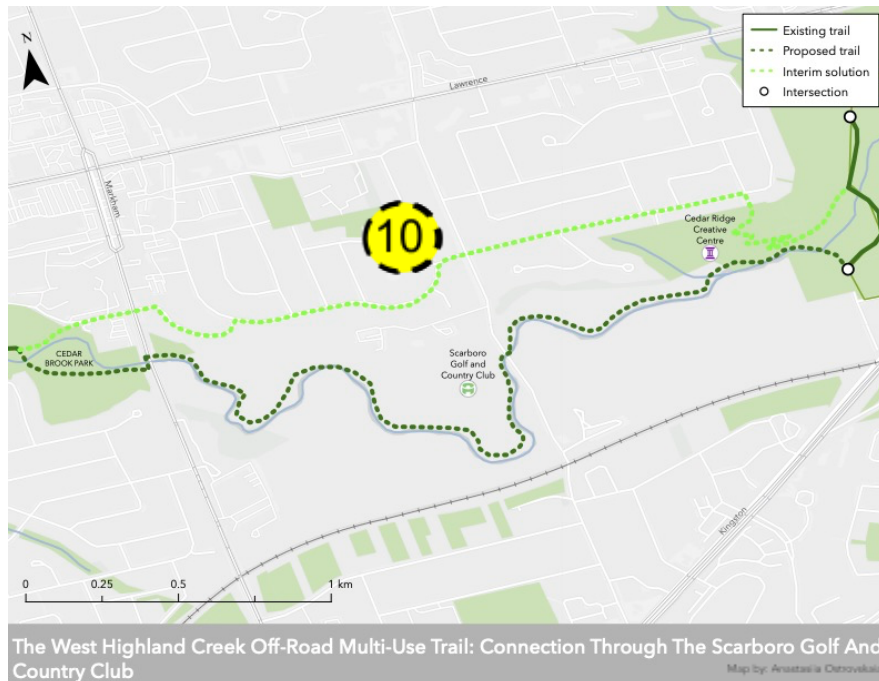 N
Existing trail
Proposed trail
Interim solution
Intersection
Lawrence
Markham
10
Cedar Ridge
Creative
Centre
CEDAR
BROOK PARK
Scarboro
Golf and
Country Club
Kingston
0
0.25
0.5
1 km
The West Highland Creek Off-Road Multi-Use Trail: Connection Through The Scarboro Golf And
Country Club
Map by: Anastasiia Ostrovskaia